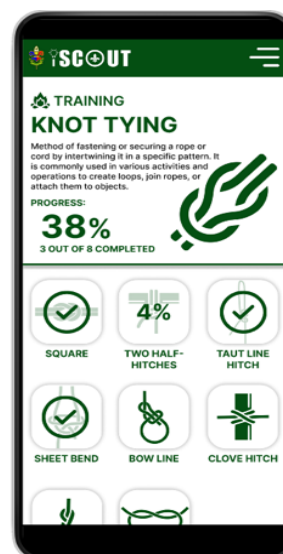 iSCOUT
TRAINING
KNOT TYING
Method of fastening or securing a rope or
cord by intertwining it in a specific pattern. It
is commonly used in various activities and
operations to create loops, join ropes, or
attach them to objects.
PROGRESS:
38%
3 OUT OF 8 COMPLETED
4%
SQUARE
TWO HALF-
HITCHES
TAUT LINE
HITCH
SHEET BEND
BOW LINE
CLOVE HITCH